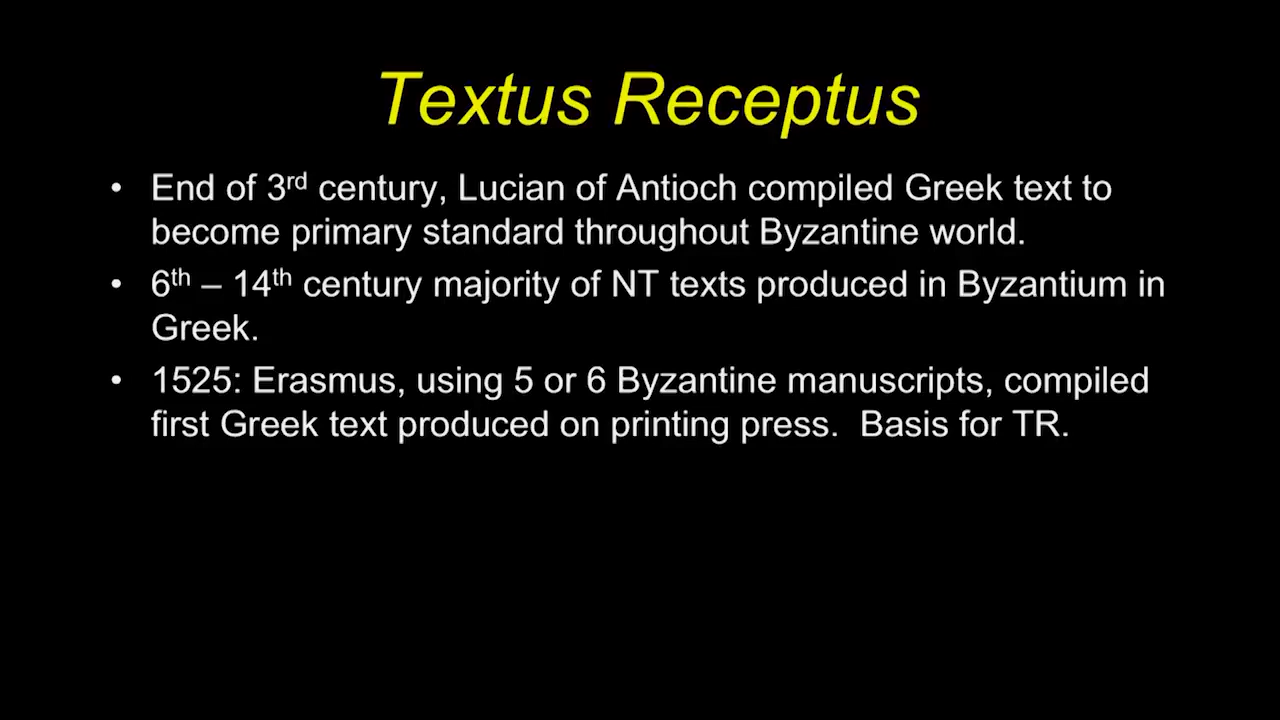 Textus Receptus
• End of 3rd century, Lucian of Antioch compiled Greek text to
become primary standard throughout Byzantine world.
• 6th – 14th century majority of NT texts produced in Byzantium in
Greek.
• 1525: Erasmus, using 5 or 6 Byzantine manuscripts, compiled
first Greek text produced on printing press.  Basis for TR.